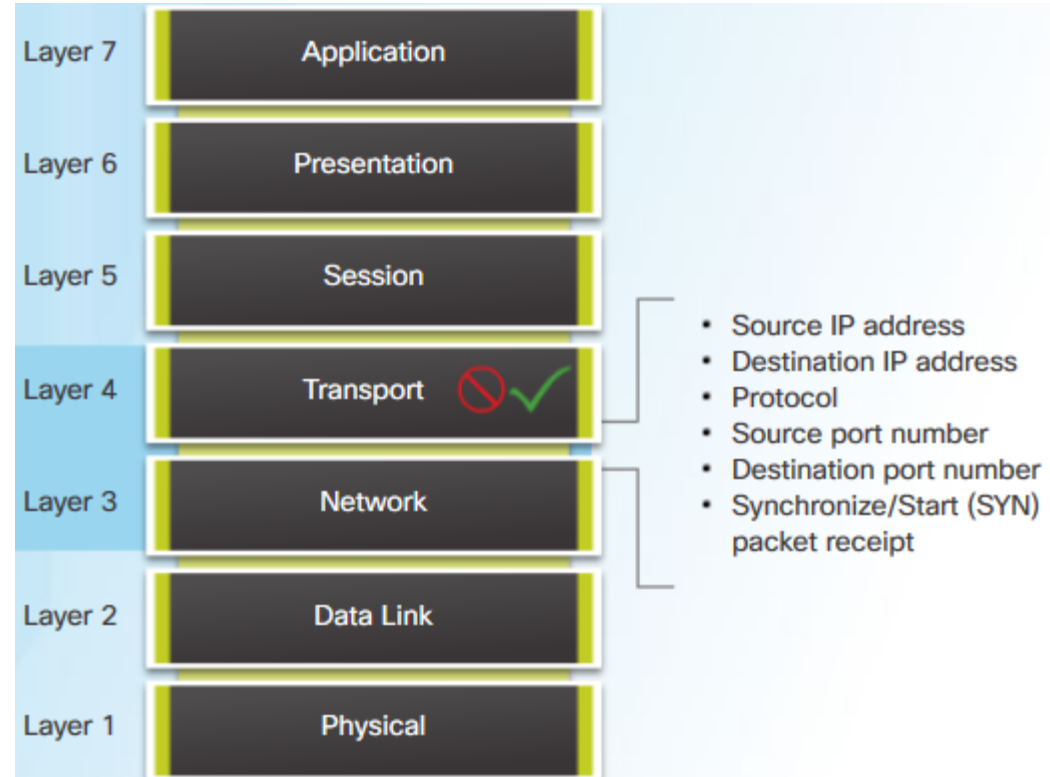 Layer 7 Application
Layer 6 Presentation
Layer 5 Session
Layer 4 Transport
Layer 3 Network
Layer 2 Data Link
Layer 1 Physical
• Source IP address
• Destination IP address
• Protocol
• Source port number
• Destination port number
• Synchronize/Start (SYN)
packet receipt